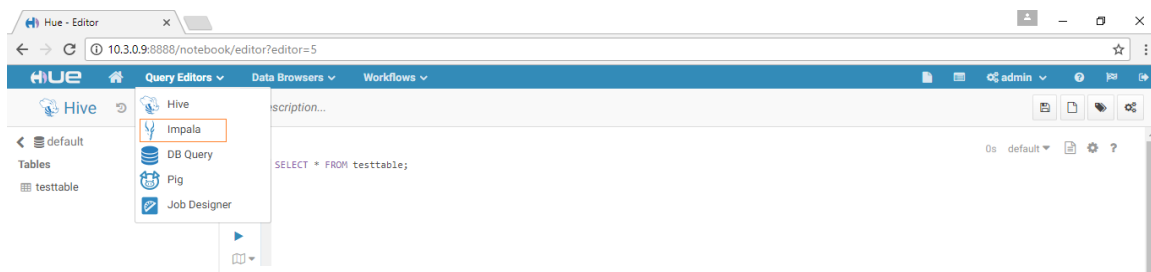 Hue - Editor
10.3.0.9:8888/notebook/editor?editor=5
HUE Query Editors Data Browsers Workflows admin
Hive
Hive
scription...
Impala
DB Query
Pig
Job Designer
default
Tables
testtable
SELECT * FROM testtable;
0s default ?